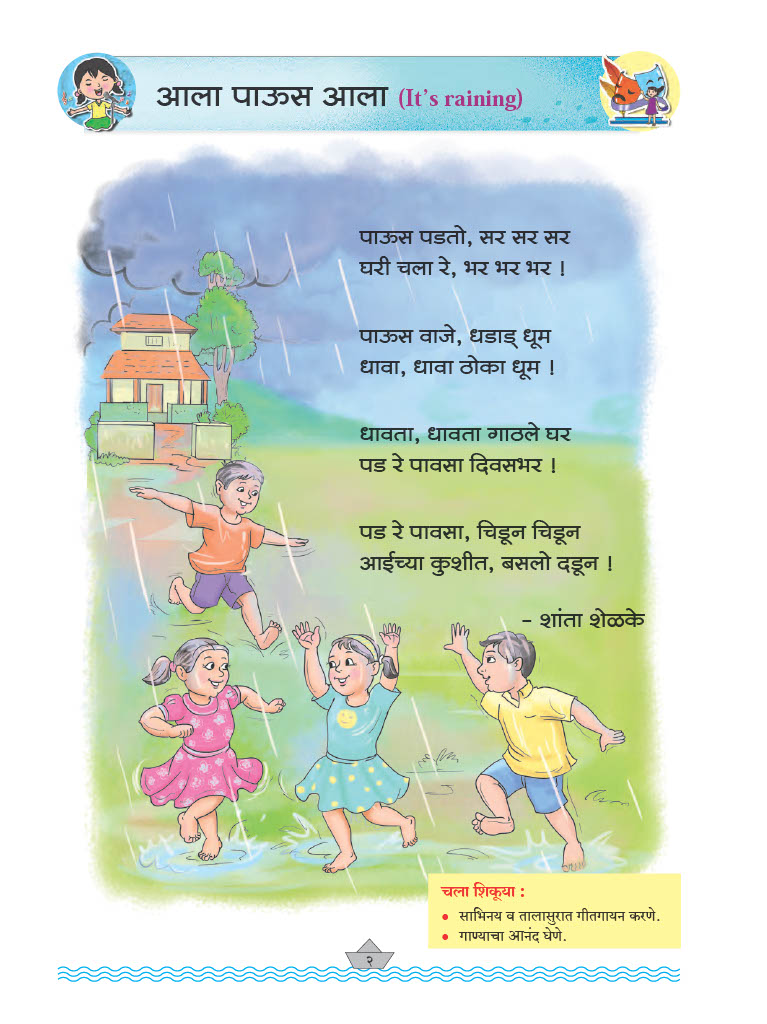 आला पाऊस आला (It's raining)
पाऊस पडतो, सर सर सर
घरी चला रे, भर भर भर !
पाऊस वाजे, धडाड् धूम
धावा, धावा ठोका धूम !
धावता, धावता गाठले घर
पड रे पावसा दिवसभर !
पड रे पावसा, चिडून चिडून
आईच्या कुशीत, बसलो दडून !
– शांता शेळके
चला शिकूया :
• साभिनय व तालासुरात गीतगायन करणे.
• गाण्याचा आनंद घेणे.
२